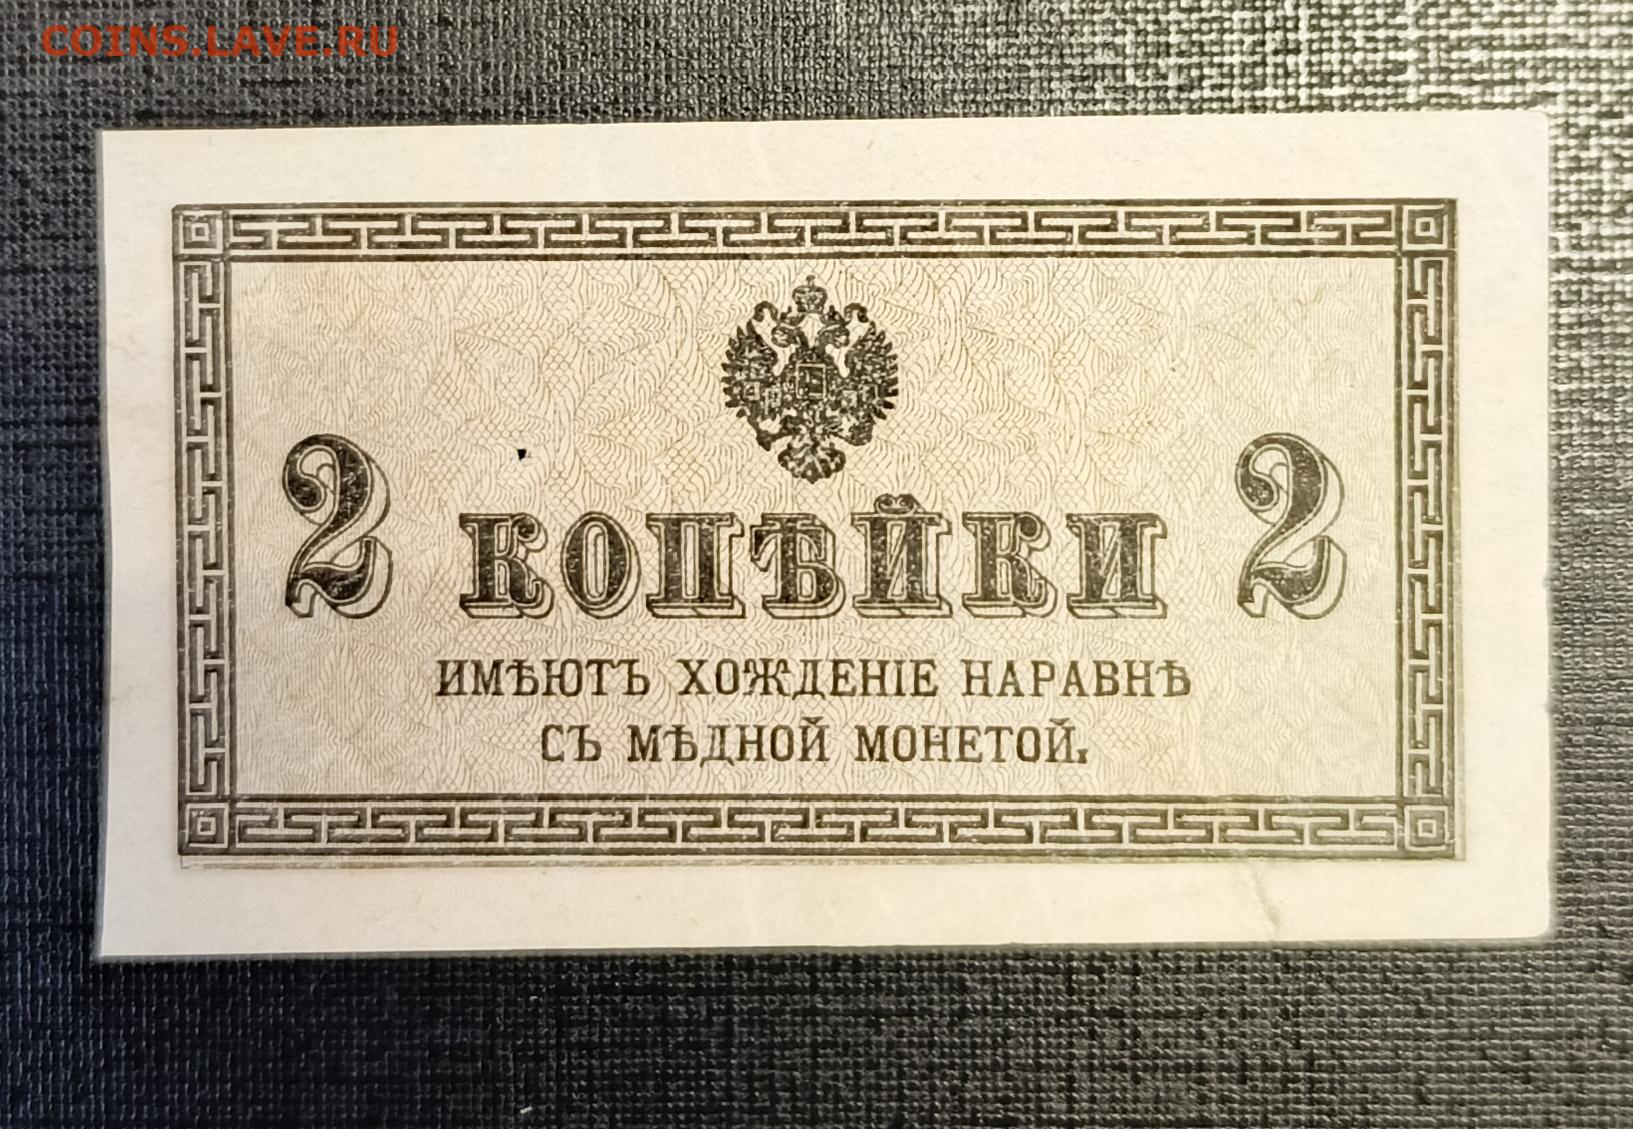 COINS.LAVE.RU
2 КОПѢЙКИ 2
ИМѢЮТЪ ХОЖДЕНІЕ НАРАВНѢ
СЪ МѢДНОЙ МОНЕТОЙ.